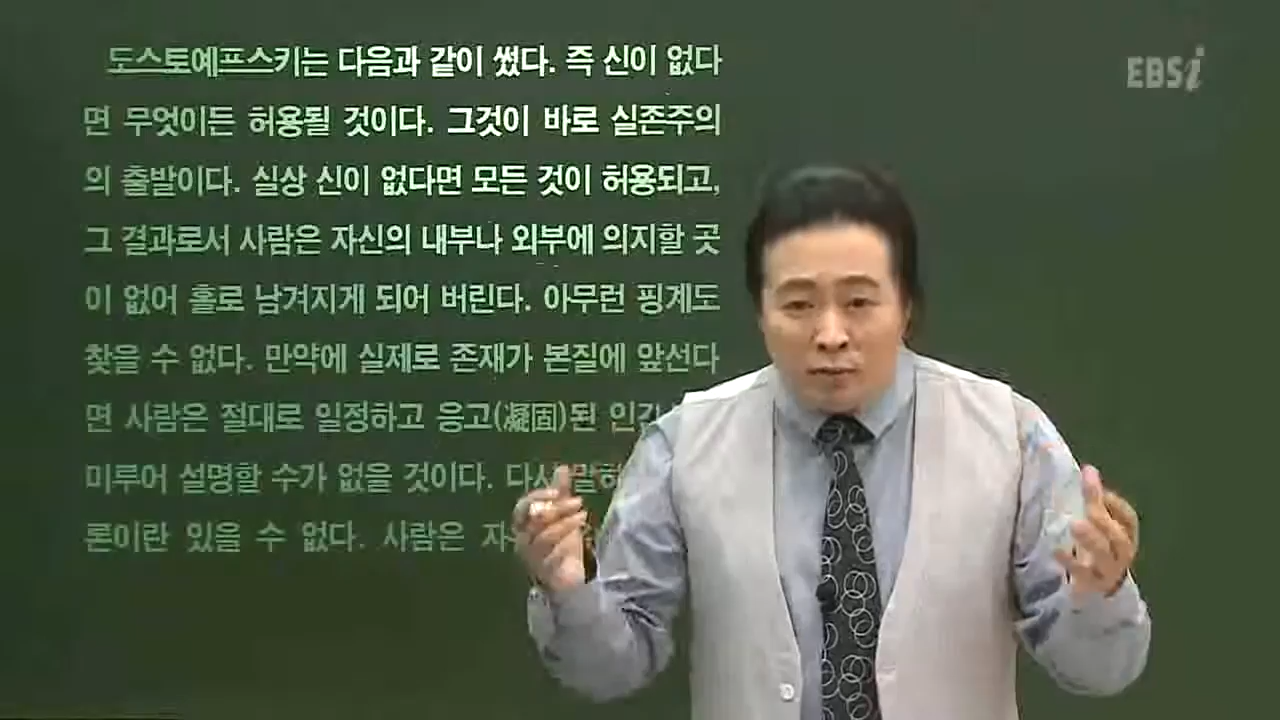 도스토예프스키는 다음과 같이 썼다. 즉 신이 없다
면 무엇이든 허용될 것이다. 그것이 바로 실존주의
의 출발이다. 실상 신이 없다면 모든 것이 허용되고,
그 결과로서 사람은 자신의 내부나 외부에 의지할 곳
이 없어 홀로 남겨지게 되어 버린다. 아무런 핑계도
찾을 수 없다. 만약에 실제로 존재가 본질에 앞선다
면 사람은 절대로 일정하고 응고(凝固)된
미루어 설명할 수가 없을 것이다.
론이란 있을 수 없다. 사람은
EBSi